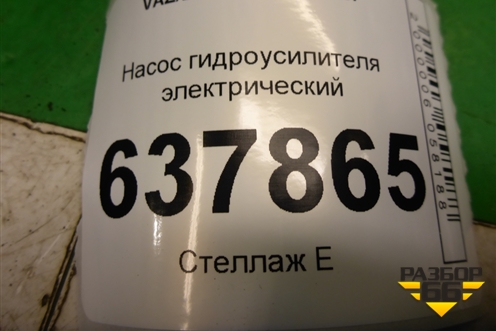 Насос гидроусилителя
электрический
637865
Стеллаж Е
РАЗБОР
66